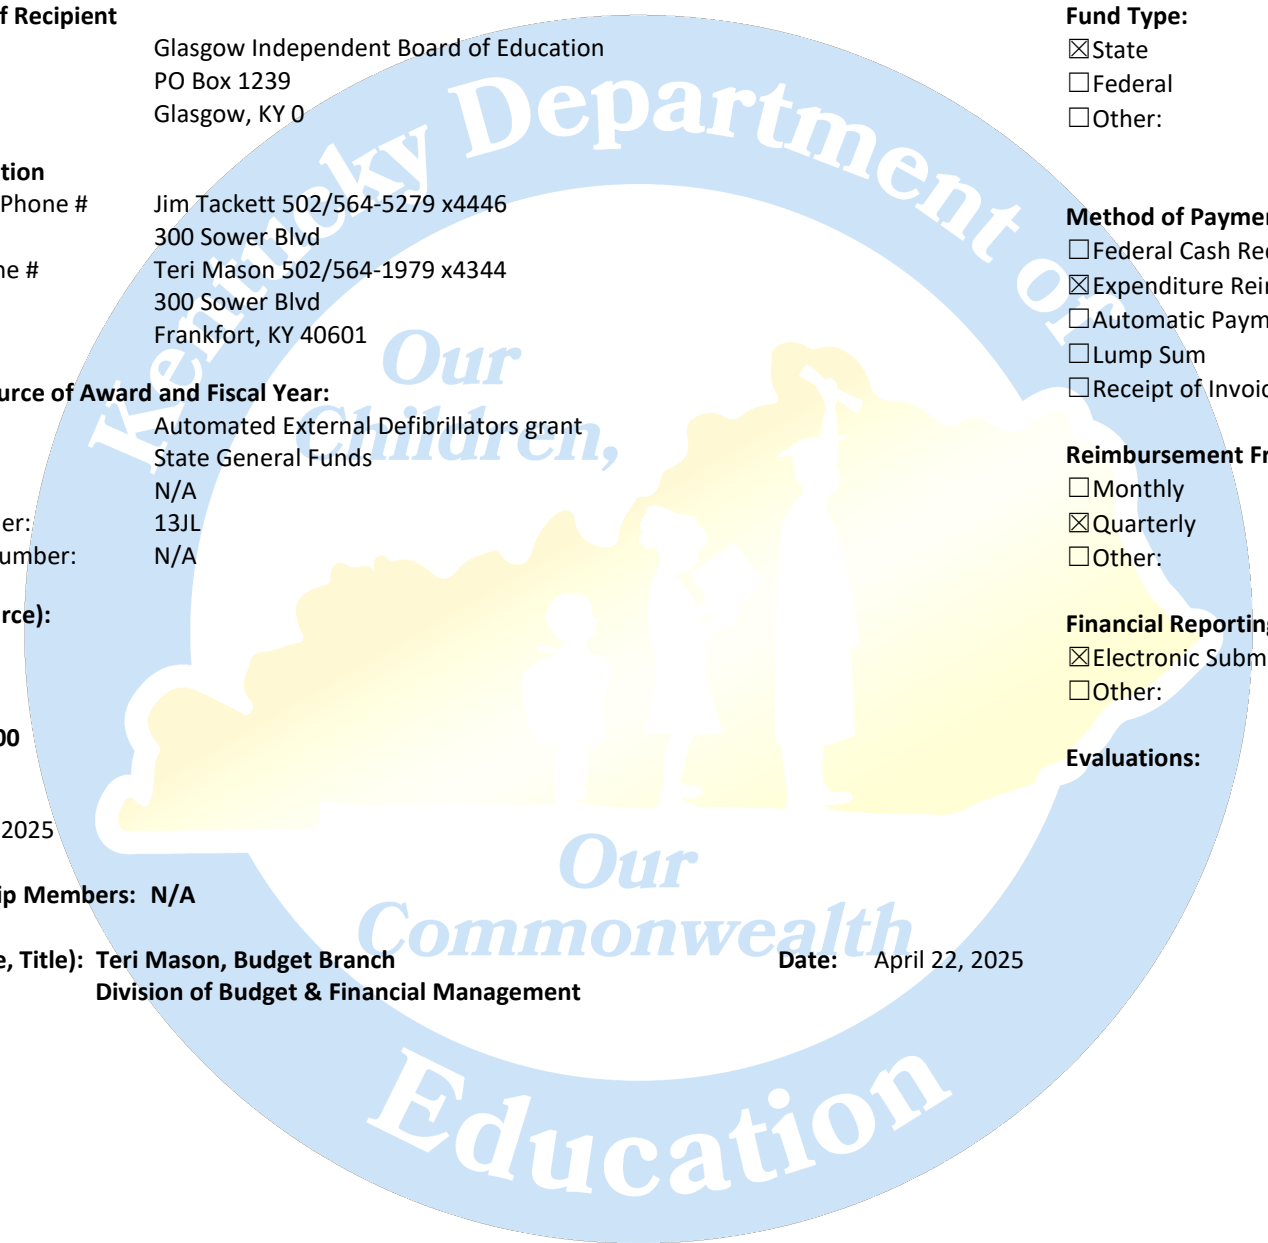 f Recipient
Glasgow Independent Board of Education
PO Box 1239
Glasgow, KY 0
tion
Phone # Jim Tackett 502/564-5279 x4446
300 Sower Blvd
ne # Teri Mason 502/564-1979 x4344
300 Sower Blvd
Frankfort, KY 40601
urce of Award and Fiscal Year:
Automated External Defibrillators grant
State General Funds
N/A
er: 13JL
umber: N/A
rce):
00
2025
ip Members: N/A
e, Title): Teri Mason, Budget Branch
Division of Budget & Financial Management
Date: April 22, 2025
Fund Type:
☒State
☐Federal
☐Other:
Method of Paymen
☐Federal Cash Rec
☒Expenditure Rein
☐Automatic Paym
☐Lump Sum
☐Receipt of Invoic
Reimbursement Fr
☐Monthly
☒Quarterly
☐Other:
Financial Reporting
☒Electronic Subm
☐Other:
Evaluations:
Kentucky Department of
Education
Our
Children,
Our
Commonwealth